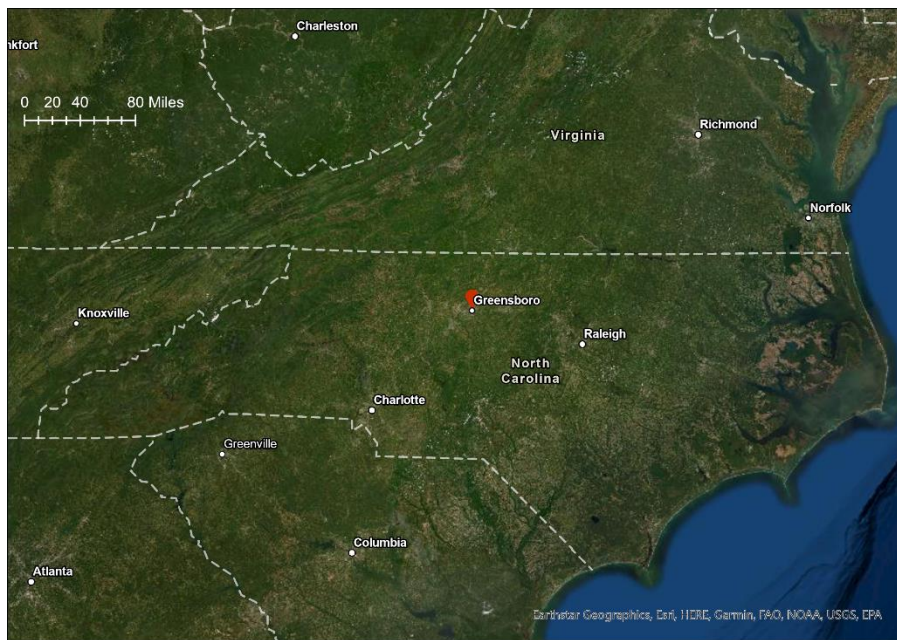 Charleston
nkfort
0 20 40 80 Miles
Richmond
Virginia
Norfolk
Greensboro
Knoxville
Raleigh
North
Carolina
Charlotte
Greenville
Columbia
Atlanta
Earthstar Geographics, Esri, HERE, Garmin, FAO, NOAA, USGS, EPA